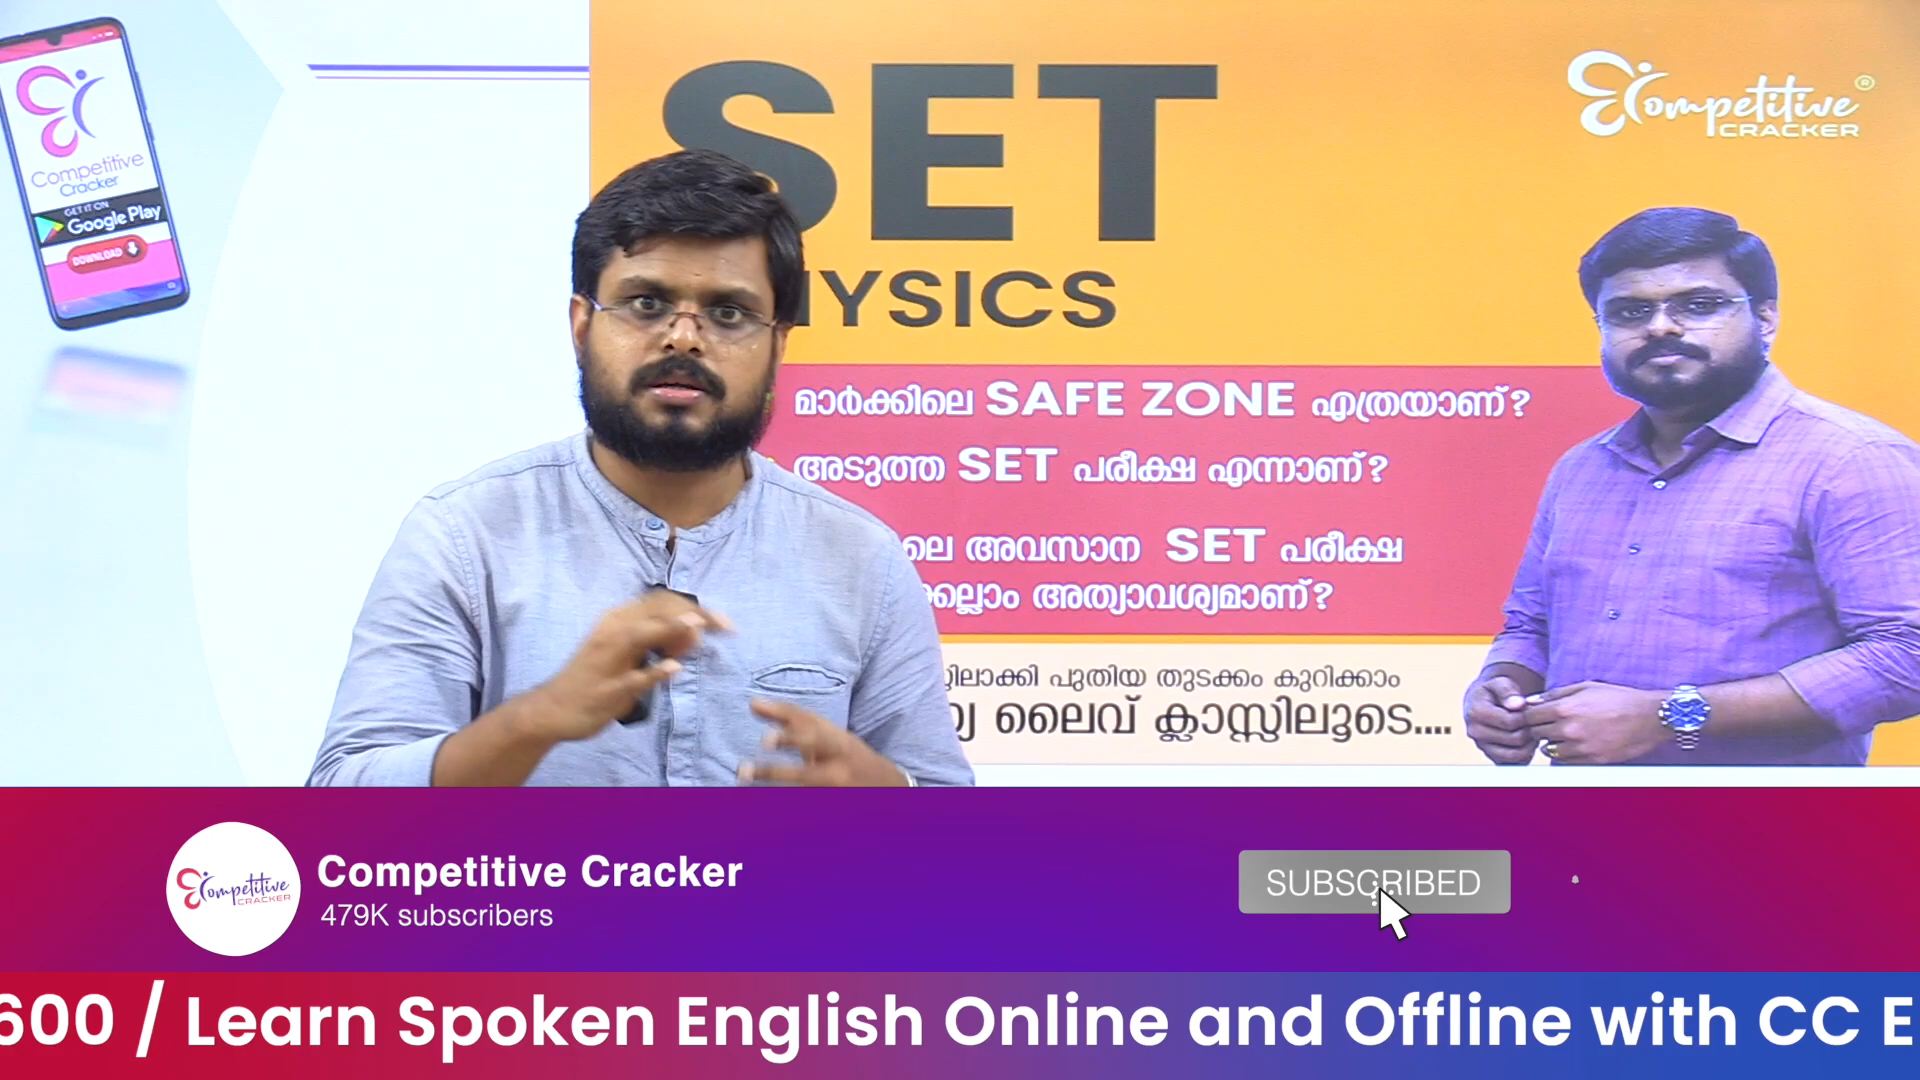 Competitive
Cracker
GET IT ON
Google Play
DOWNLOAD
SET
Competitive
CRACKER
®
മാർക്കിലെ SAFE ZONE എത്രയാണ്?
അടുത്ത SET പരീക്ഷ എന്നാണ്?
അവസാന SET പരീക്ഷ
അത്യാവശ്യമാണ്?
പുതിയ തുടക്കം കുറിക്കാം
ലൈവ് ക്ലാസ്സിലൂടെ....
Competitive
CRACKER
Competitive Cracker
479K subscribers
SUBSCRIBED
600 / Learn Spoken English Online and Offline with CC E